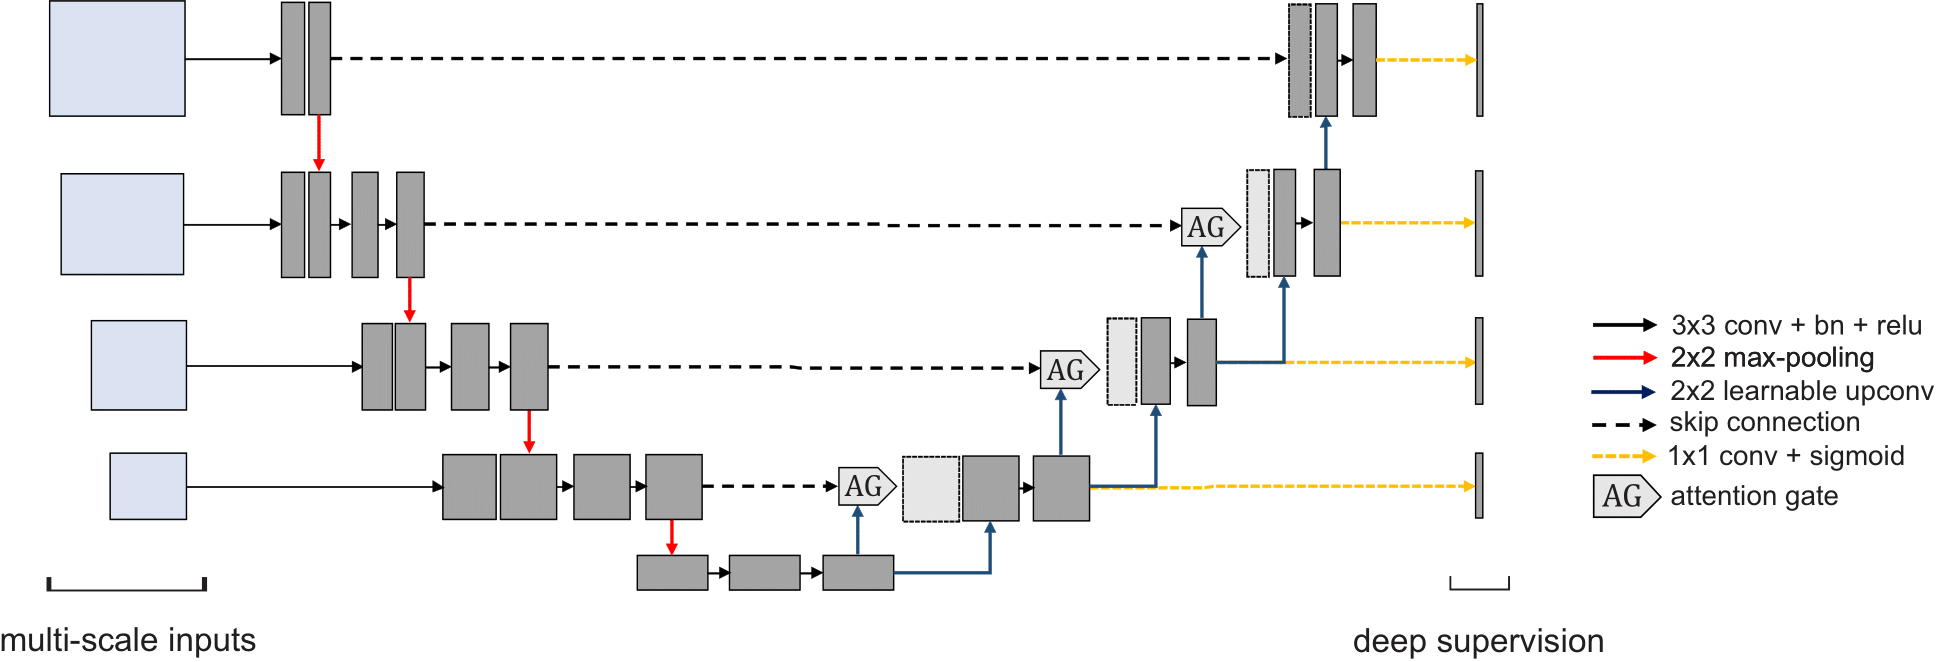 AG
AG
AG
3x3 conv + bn + relu
2x2 max-pooling
2x2 learnable upconv
skip connection
1x1 conv + sigmoid
AG attention gate
multi-scale inputs
deep supervision